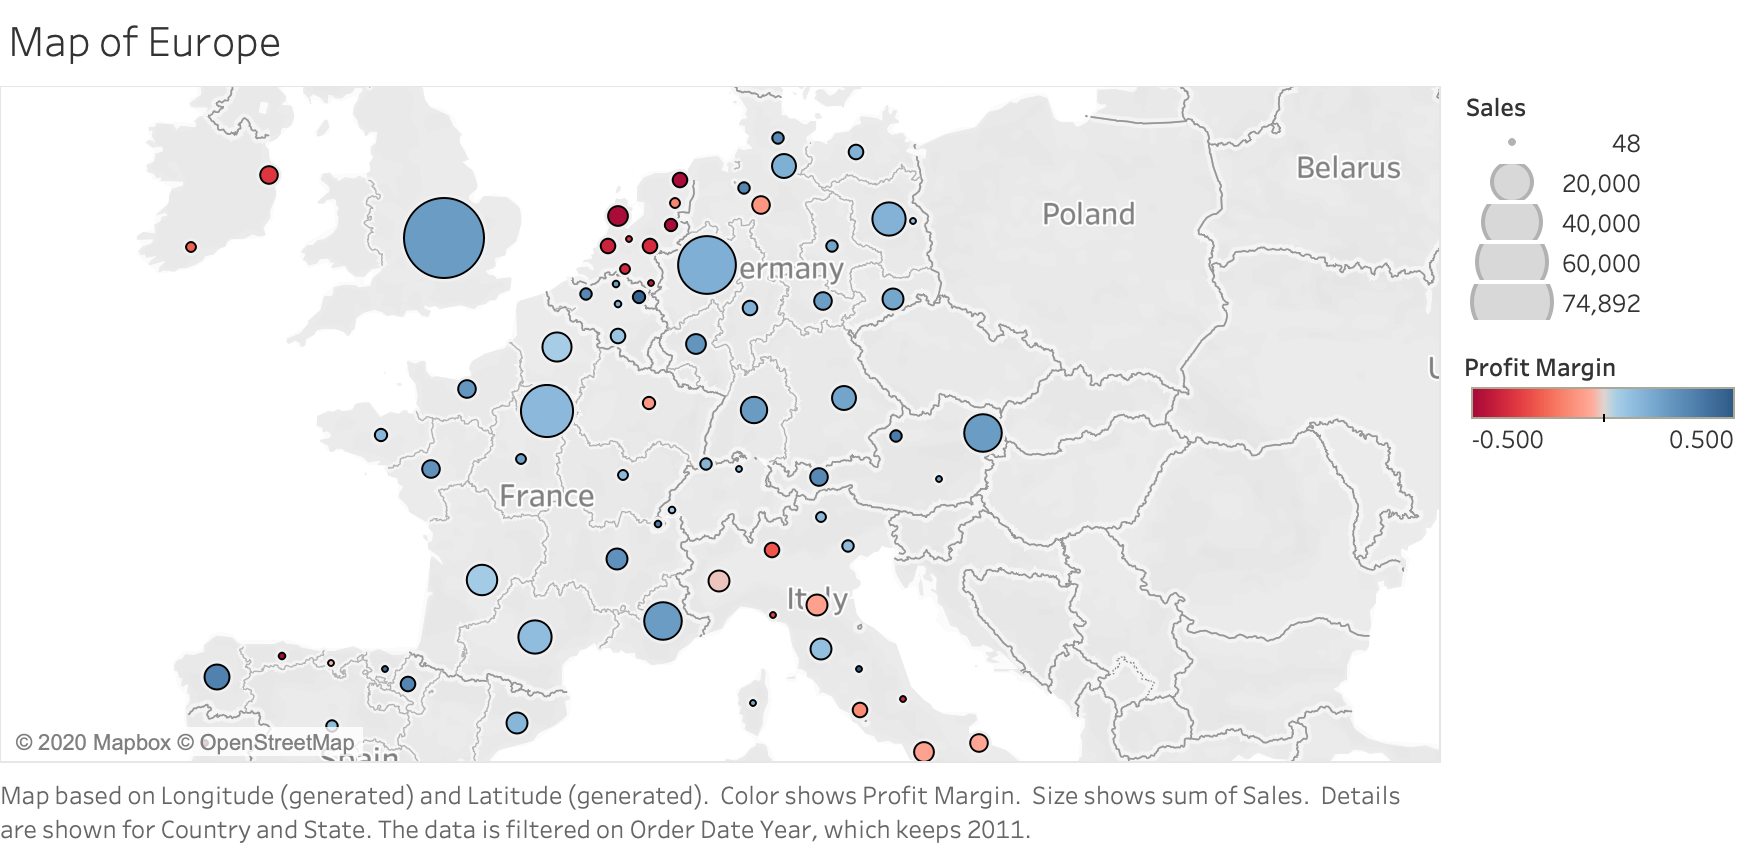 Map of Europe
Sales
48
20,000
40,000
60,000
74,892
Profit Margin
-0.500 0.500
Belarus
Poland
ermany
France
Italy
Spain
© 2020 Mapbox © OpenStreetMap
Map based on Longitude (generated) and Latitude (generated).  Color shows Profit Margin.  Size shows sum of Sales.  Details
are shown for Country and State. The data is filtered on Order Date Year, which keeps 2011.